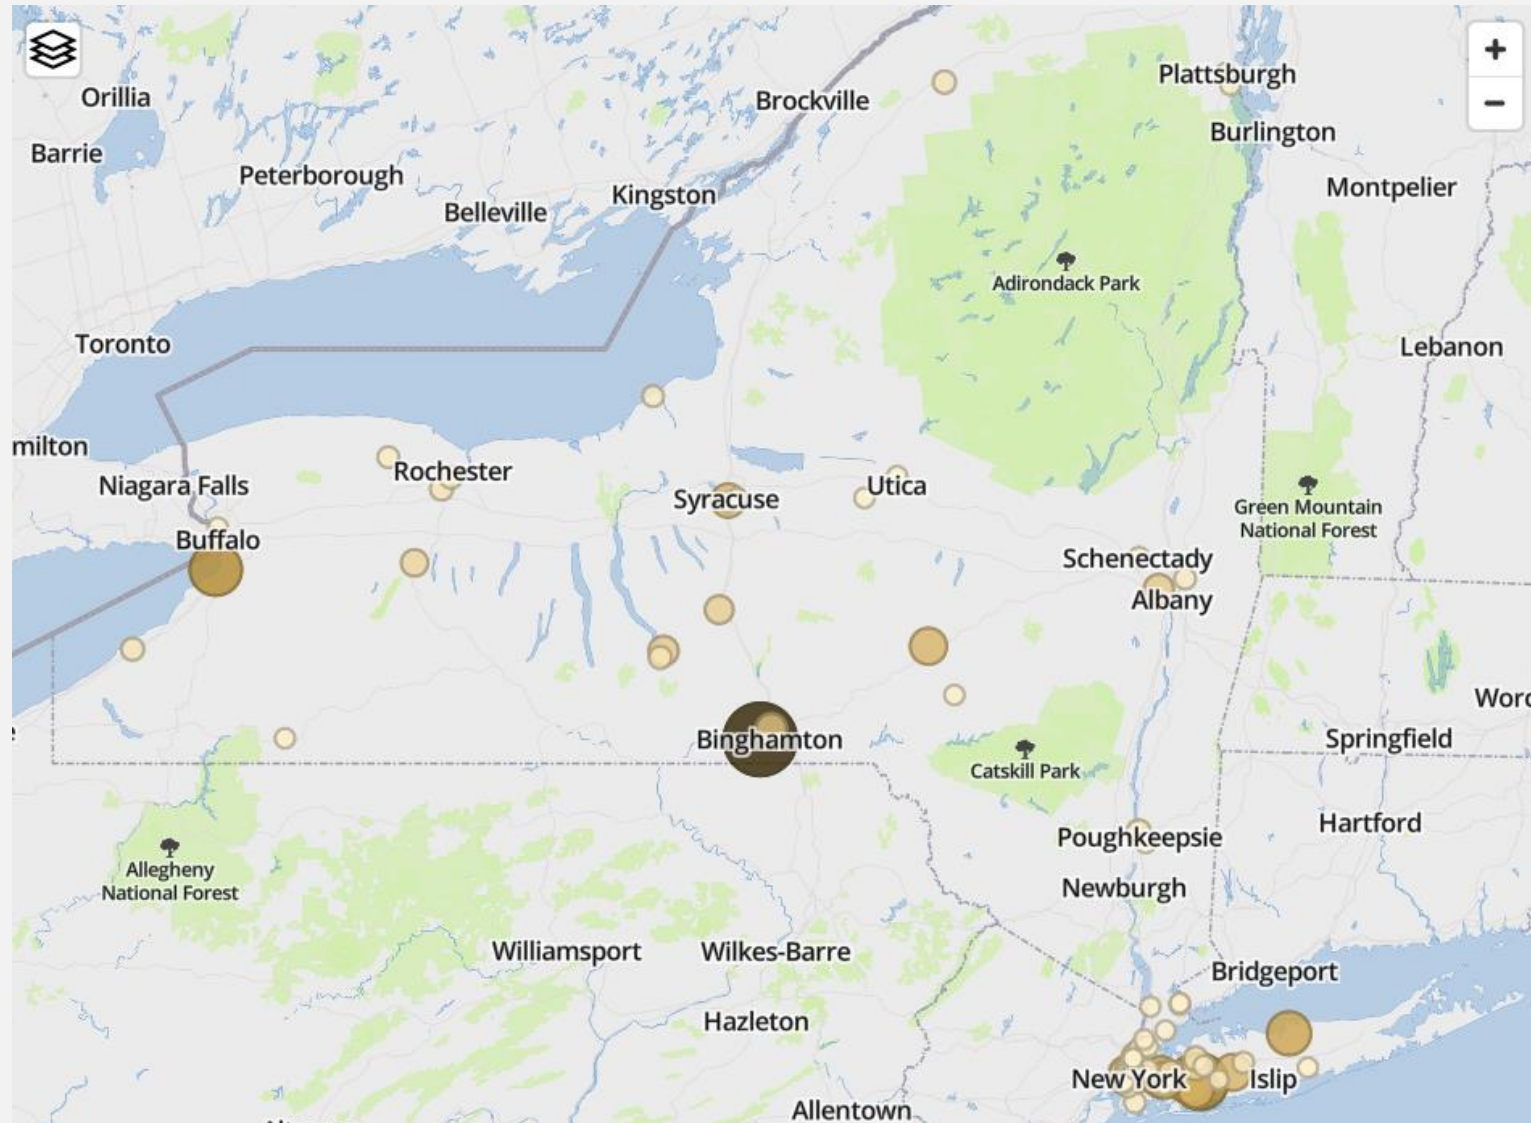 Plattsburgh
Orillia
Brockville
Burlington
Barrie
Peterborough
Montpelier
Kingston
Belleville
Adirondack Park
Toronto
Lebanon
milton
Rochester
Niagara Falls
Utica
Syracuse
Green Mountain
National Forest
Buffalo
Schenectady
Albany
Binghamton
Springfield
Catskill Park
Hartford
Poughkeepsie
Allegheny
National Forest
Newburgh
Williamsport
Wilkes-Barre
Bridgeport
Hazleton
New York
Islip
Allentown